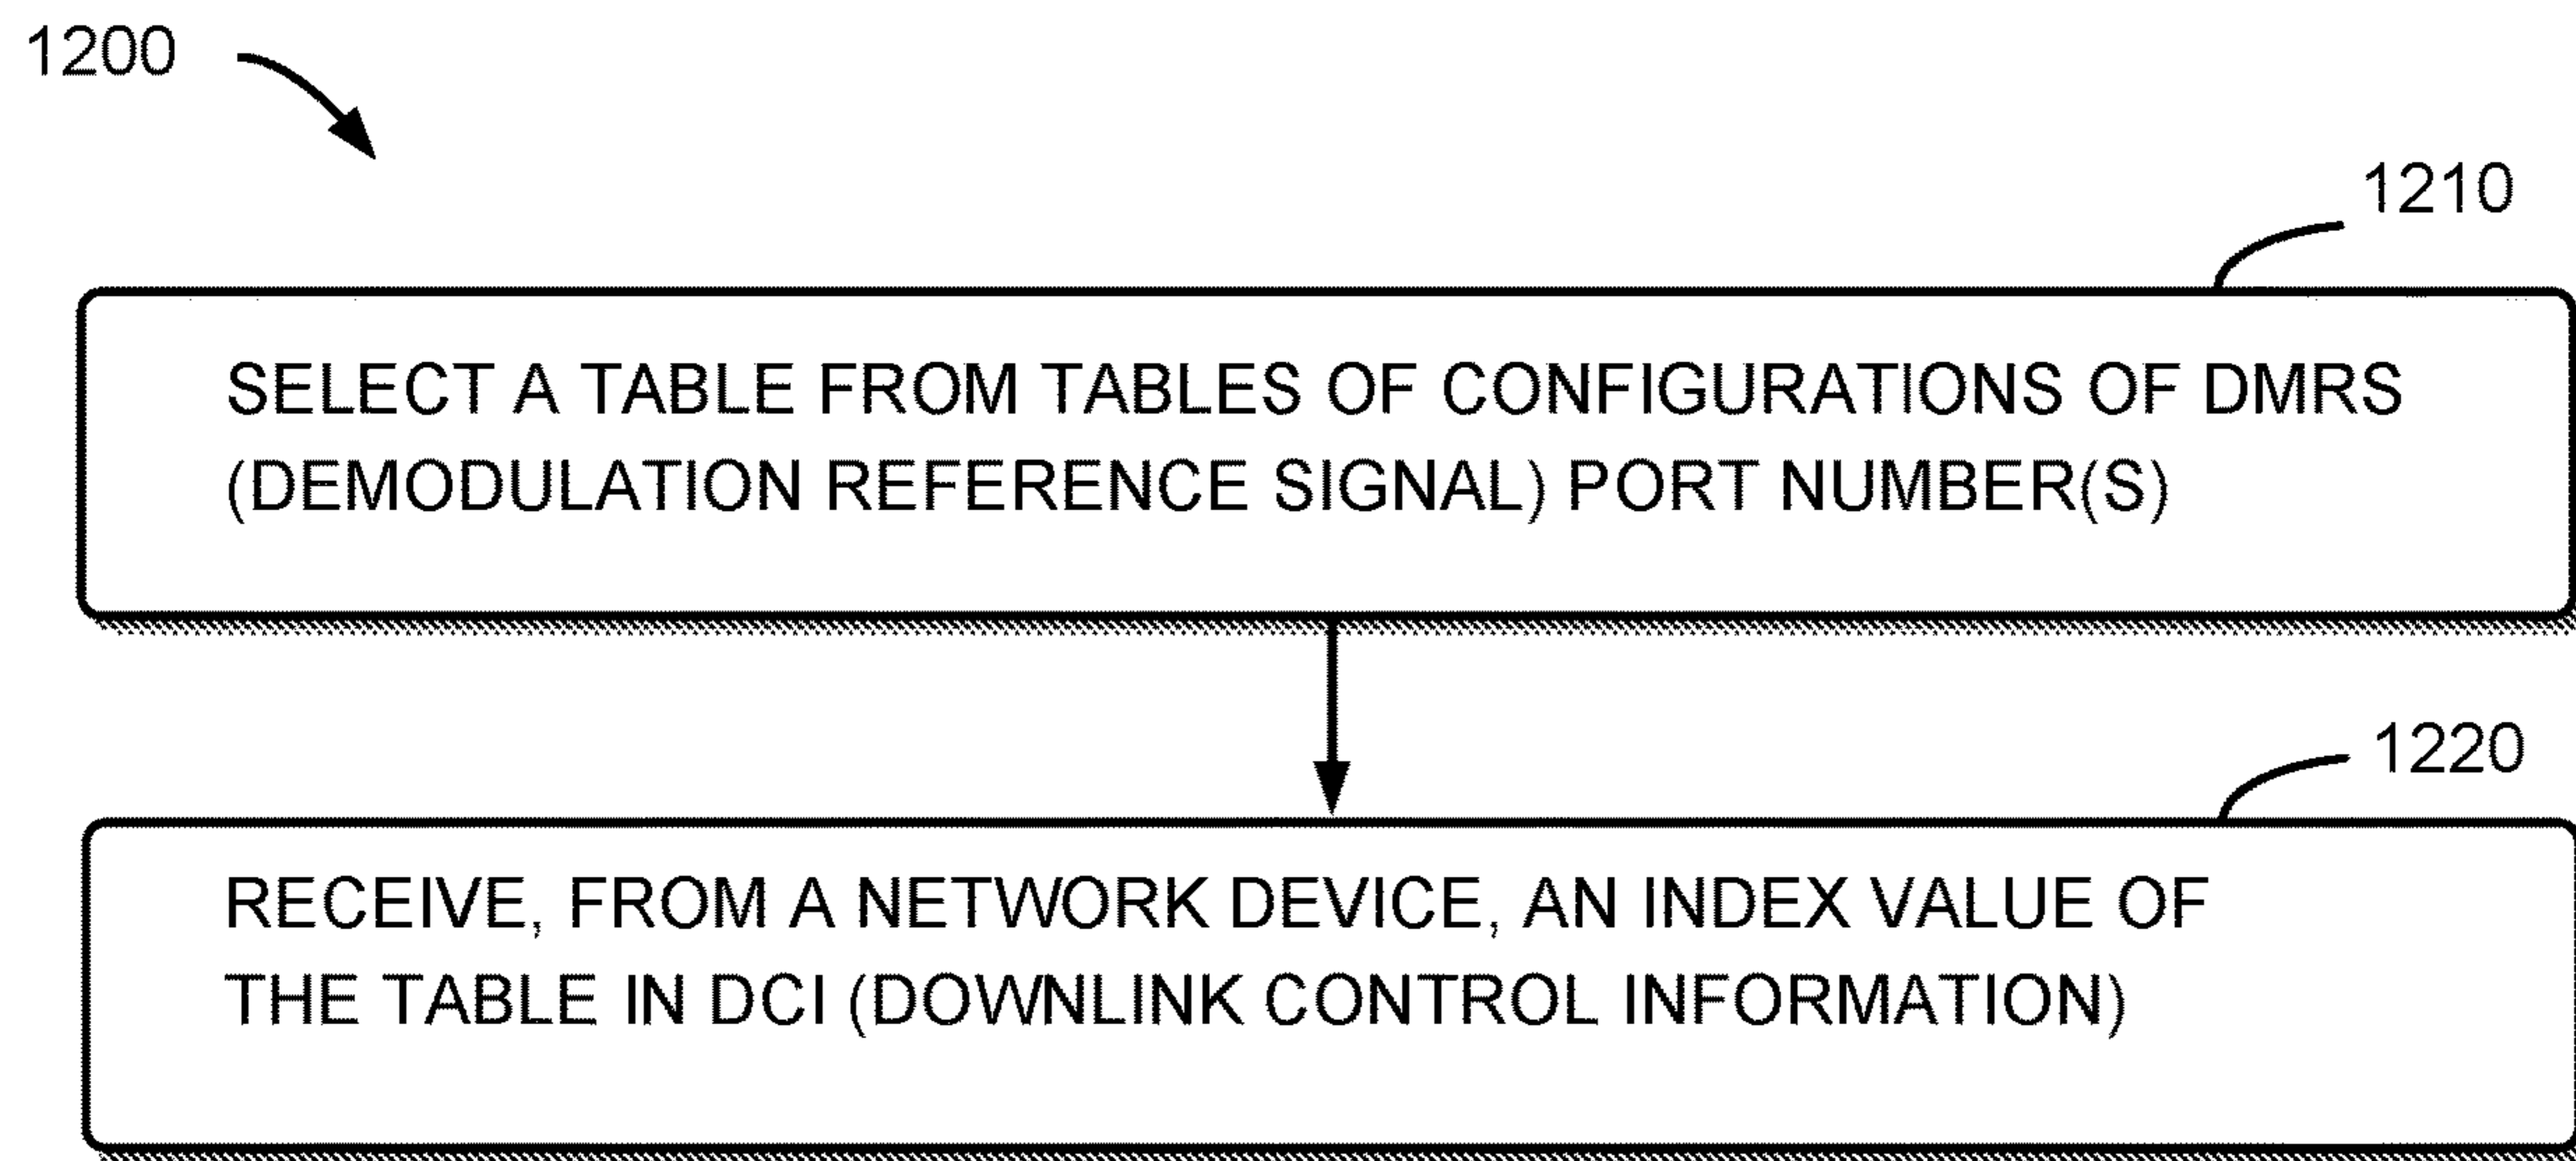 1200
1210
SELECT A TABLE FROM TABLES OF CONFIGURATIONS OF DMRS
(DEMODULATION REFERENCE SIGNAL) PORT NUMBER(S)
1220
RECEIVE, FROM A NETWORK DEVICE, AN INDEX VALUE OF
THE TABLE IN DCI (DOWNLINK CONTROL INFORMATION)